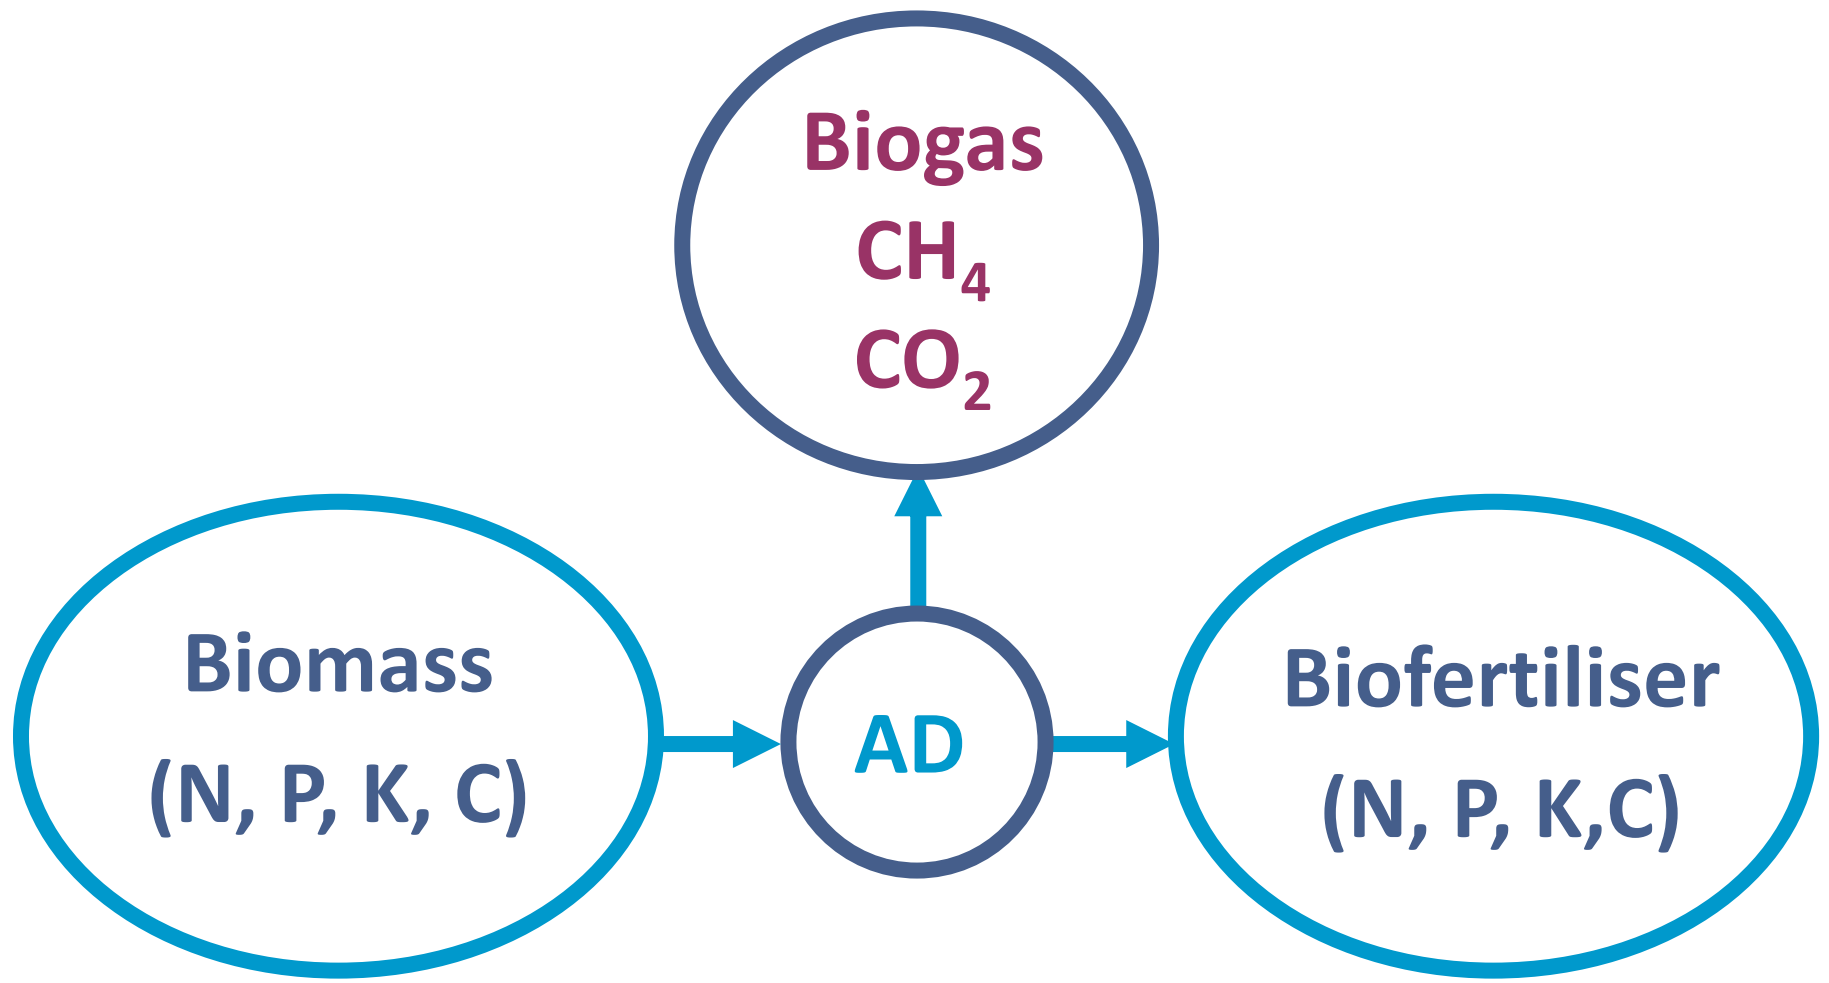 Biogas
CH₄
CO₂
Biomass
(N, P, K, C)
AD
Biofertiliser
(N, P, K,C)